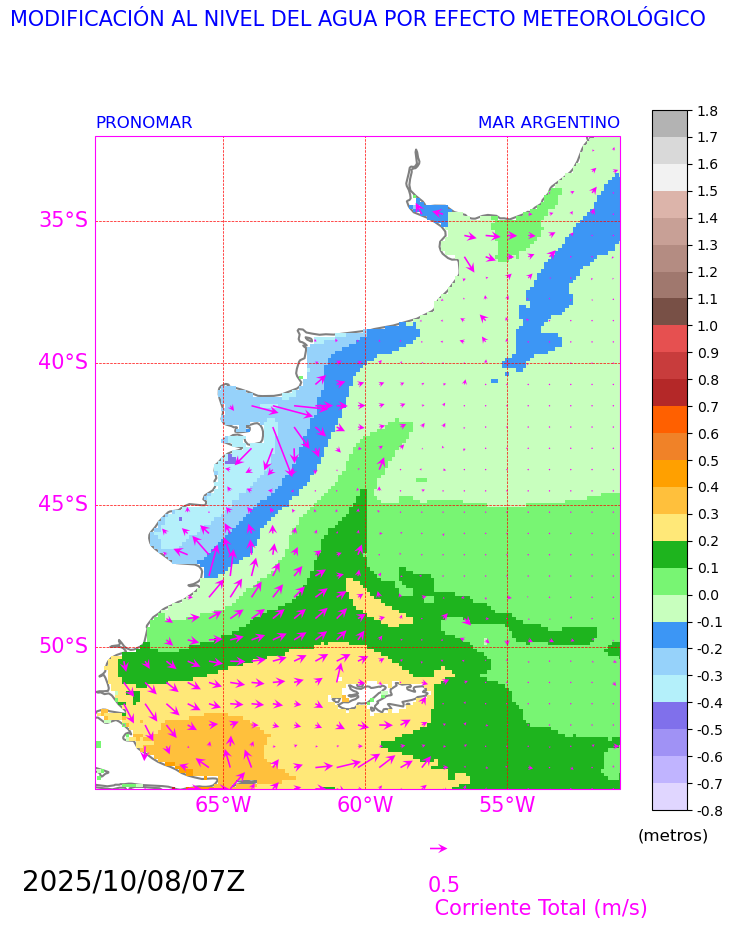 MODIFICACIÓN AL NIVEL DEL AGUA POR EFECTO METEOROLÓGICO
PRONOMAR
MAR ARGENTINO
35°S
40°S
45°S
50°S
65°W
60°W
55°W
1.8
1.7
1.6
1.5
1.4
1.3
1.2
1.1
1.0
0.9
0.8
0.7
0.6
0.5
0.4
0.3
0.2
0.1
0.0
-0.1
-0.2
-0.3
-0.4
-0.5
-0.6
-0.7
-0.8
(metros)
2025/10/08/07Z
0.5
Corriente Total (m/s)